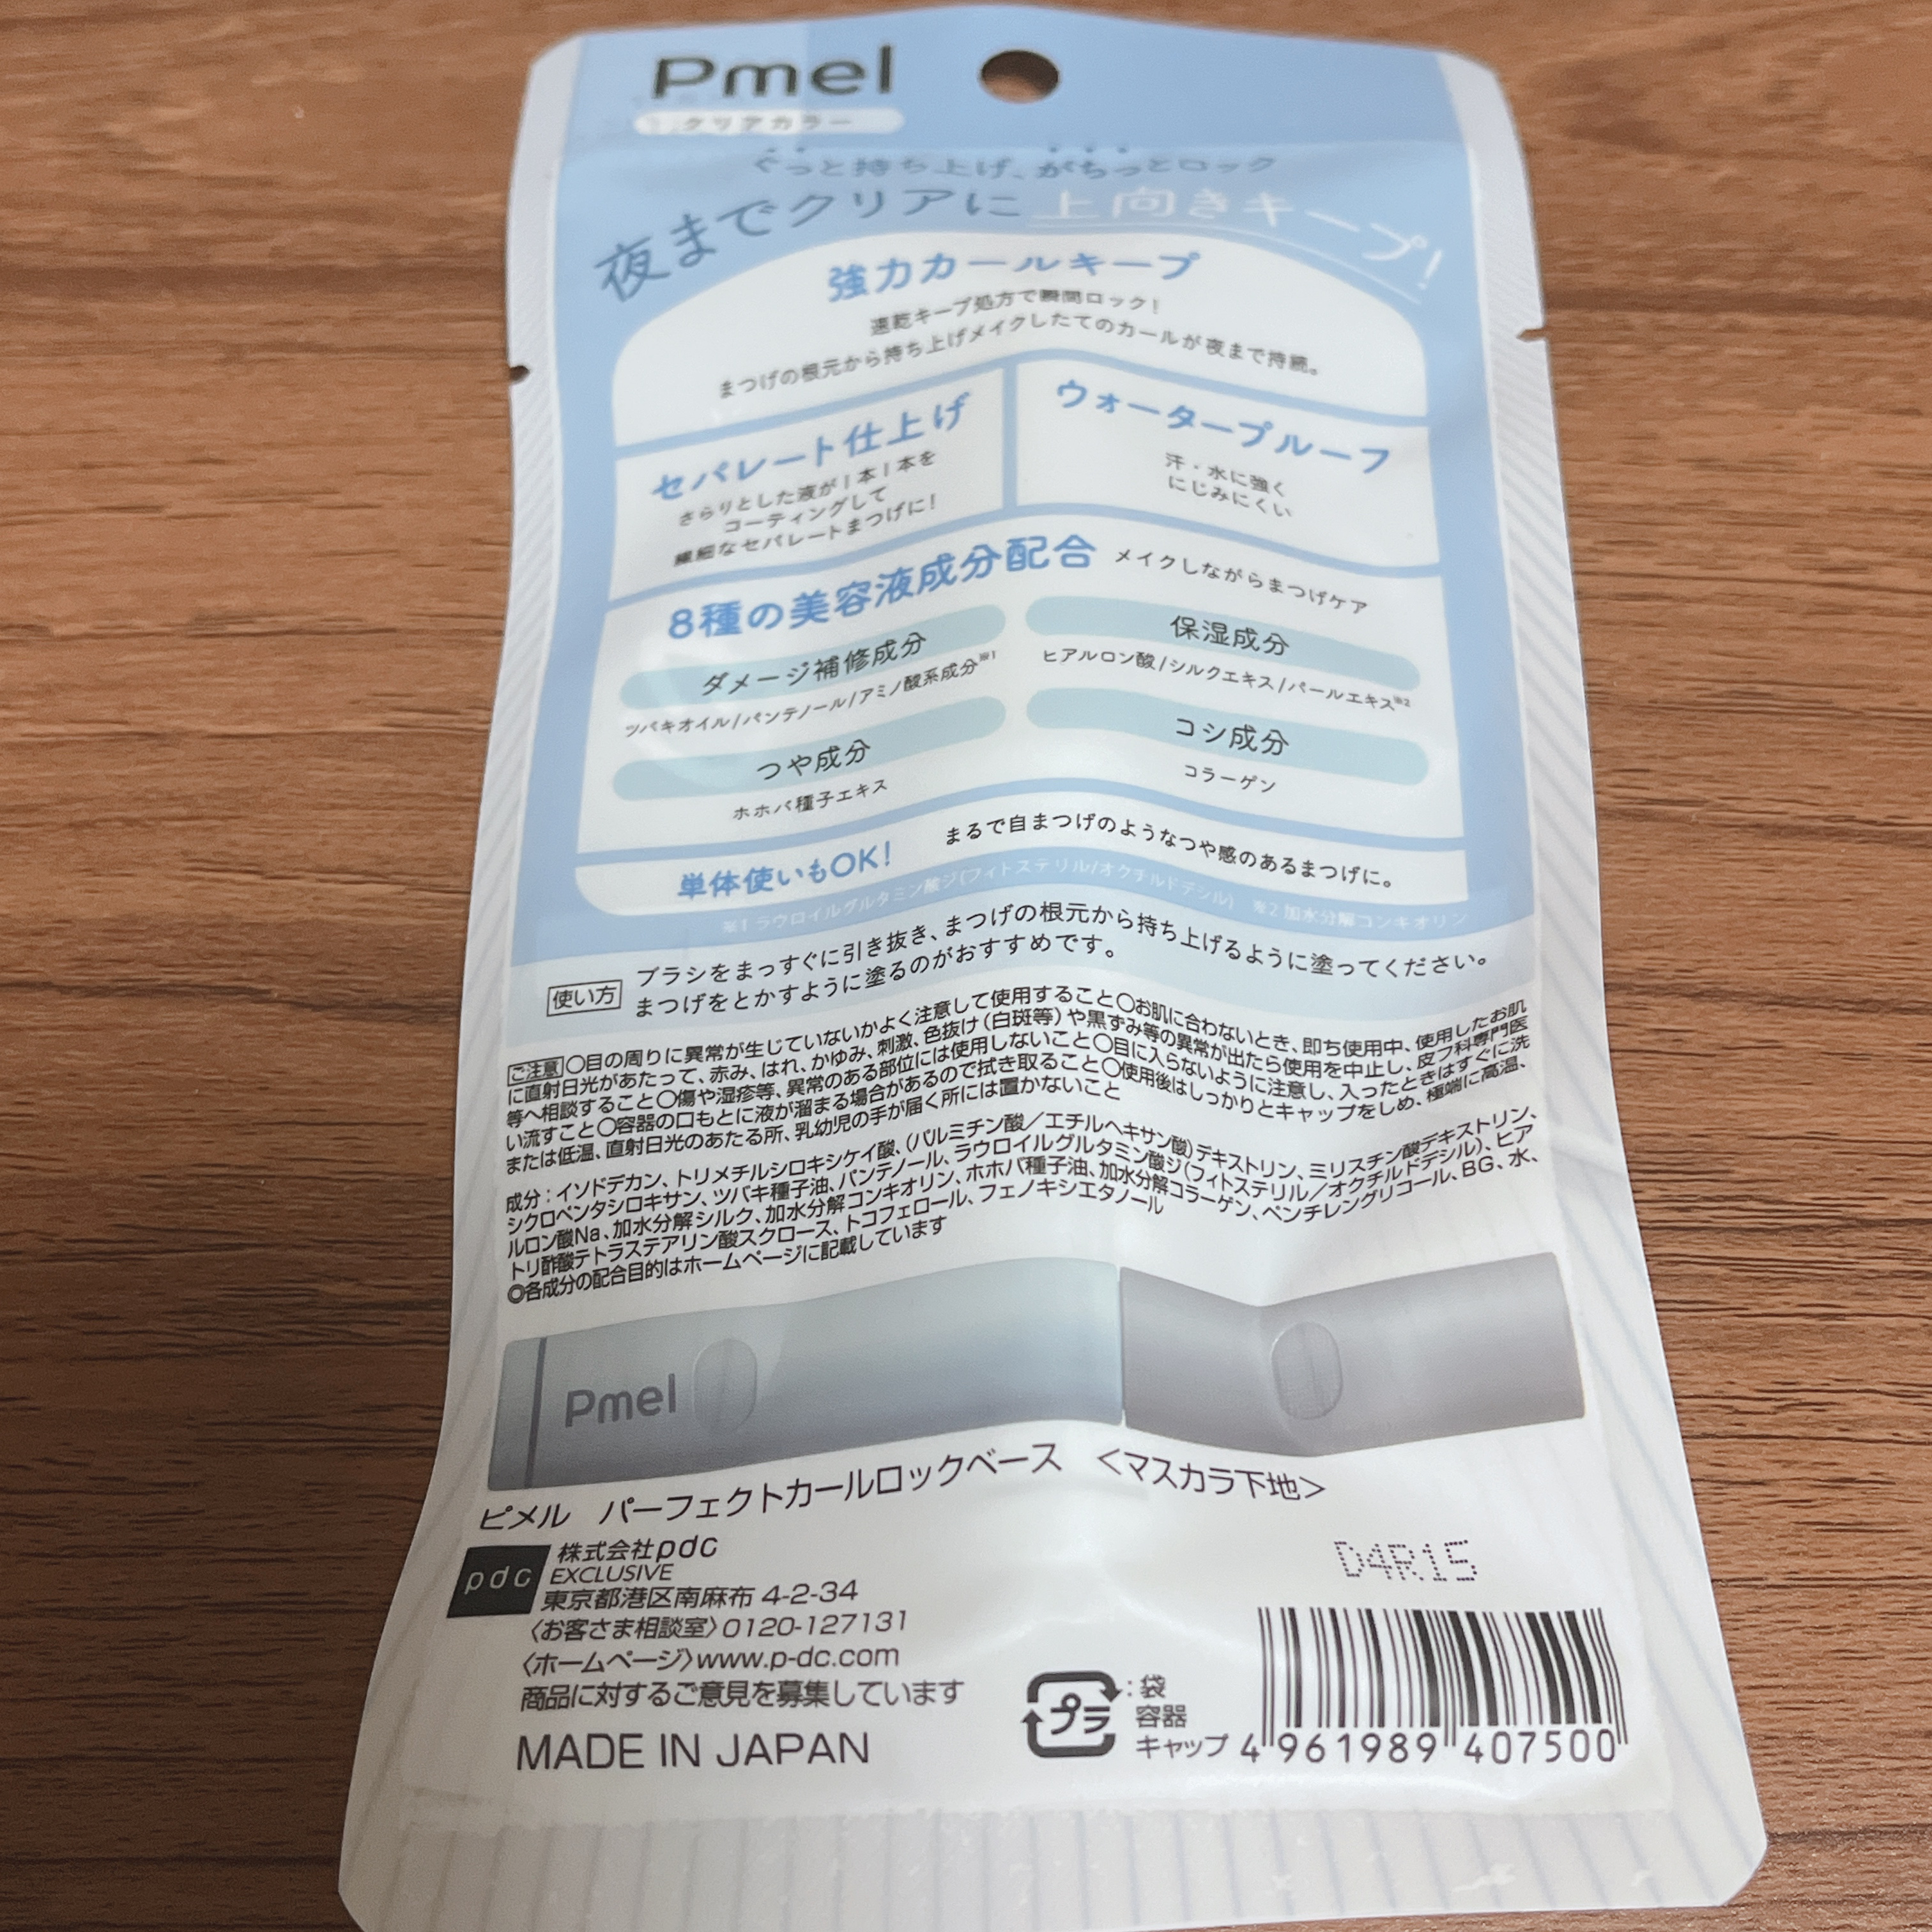 Pmel
クリアカラー
ぐっと持ち上げ、がちっとロック
夜までクリアに上向きキープ!
強力カールキープ
速乾キープ処方で瞬間ロック!
まつげの根元から持ち上げメイクしたてのカールが夜まで持続。
セパレート仕上げ
さらりとした液が1本1本を
コーティングして
繊細なセパレートまつげに!
ウォータープルーフ
汗・水に強く
にじみにくい
8種の美容液成分配合 メイクしながらまつげケア
ダメージ補修成分
ツバキオイル/パンテノール/アミノ酸系成分※1
保湿成分
ヒアルロン酸/シルクエキス/パールエキス※2
つや成分
ホホバ種子エキス
コシ成分
コラーゲン
単体使いもOK! まるで自まつげのようなつや感のあるまつげに。
※1 ラウロイルグルタミン酸ジ(フィトステリル/オクチルドデシル) ※2 加水分解コンキオリン
使い方 ブラシをまっすぐに引き抜き、まつげの根元から持ち上げるように塗ってください。
まつげをとかすように塗るのがおすすめです。
ご注意 〇目の周りに異常が生じていないかよく注意して使用すること〇お肌に合わないとき、即ち使用中、使用したお肌
に直射日光があたって、赤み、はれ、かゆみ、刺激、色抜け(白斑等)や黒ずみ等の異常が出たら使用を中止し、皮フ科専門医
等へ相談すること〇傷や湿疹等、異常のある部位には使用しないこと〇目に入らないように注意し、入ったときはすぐに洗
い流すこと〇容器の口もとに液が溜まる場合があるので拭き取ること〇使用後はしっかりとキャップをしめ、極端に高温、
または低温、直射日光のあたる所、乳幼児の手が届く所には置かないこと
成分:イソドデカン、トリメチルシロキシケイ酸、(パルミチン酸/エチルヘキサン酸)デキストリン、ミリスチン酸デキストリン、
シクロペンタシロキサン、ツバキ種子油、パンテノール、ラウロイルグルタミン酸ジ(フィトステリル/オクチルドデシル)、ヒア
ルロン酸Na、加水分解シルク、加水分解コンキオリン、ホホバ種子油、加水分解コラーゲン、ペンチレングリコール、BG、水、
トリ酢酸テトラステアリン酸スクロース、トコフェロール、フェノキシエタノール
◎各成分の配合目的はホームページに記載しています
Pmel
ピメル パーフェクトカールロックベース <マスカラ下地>
pdc
株式会社pdc
EXCLUSIVE
東京都港区南麻布 4-2-34
〈お客さま相談室〉0120-127131
〈ホームページ〉www.p-dc.com
商品に対するご意見を募集しています
MADE IN JAPAN
D4R15
プラ
:袋
容器
キャップ
4 961989 407500